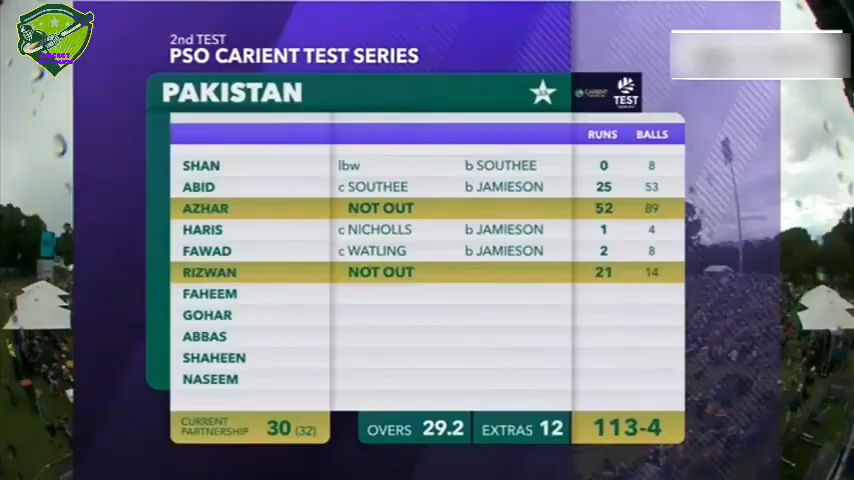 2nd TEST
PSO CARIENT TEST SERIES
PAKISTAN
CARIENT
TEST
RUNS BALLS
SHAN lbw b SOUTHEE 0 8
ABID c SOUTHEE b JAMIESON 25 53
AZHAR NOT OUT 52 89
HARIS c NICHOLLS b JAMIESON 1 4
FAWAD c WATLING b JAMIESON 2 8
RIZWAN NOT OUT 21 14
FAHEEM
GOHAR
ABBAS
SHAHEEN
NASEEM
CURRENT PARTNERSHIP 30 (32) OVERS 29.2 EXTRAS 12 113-4